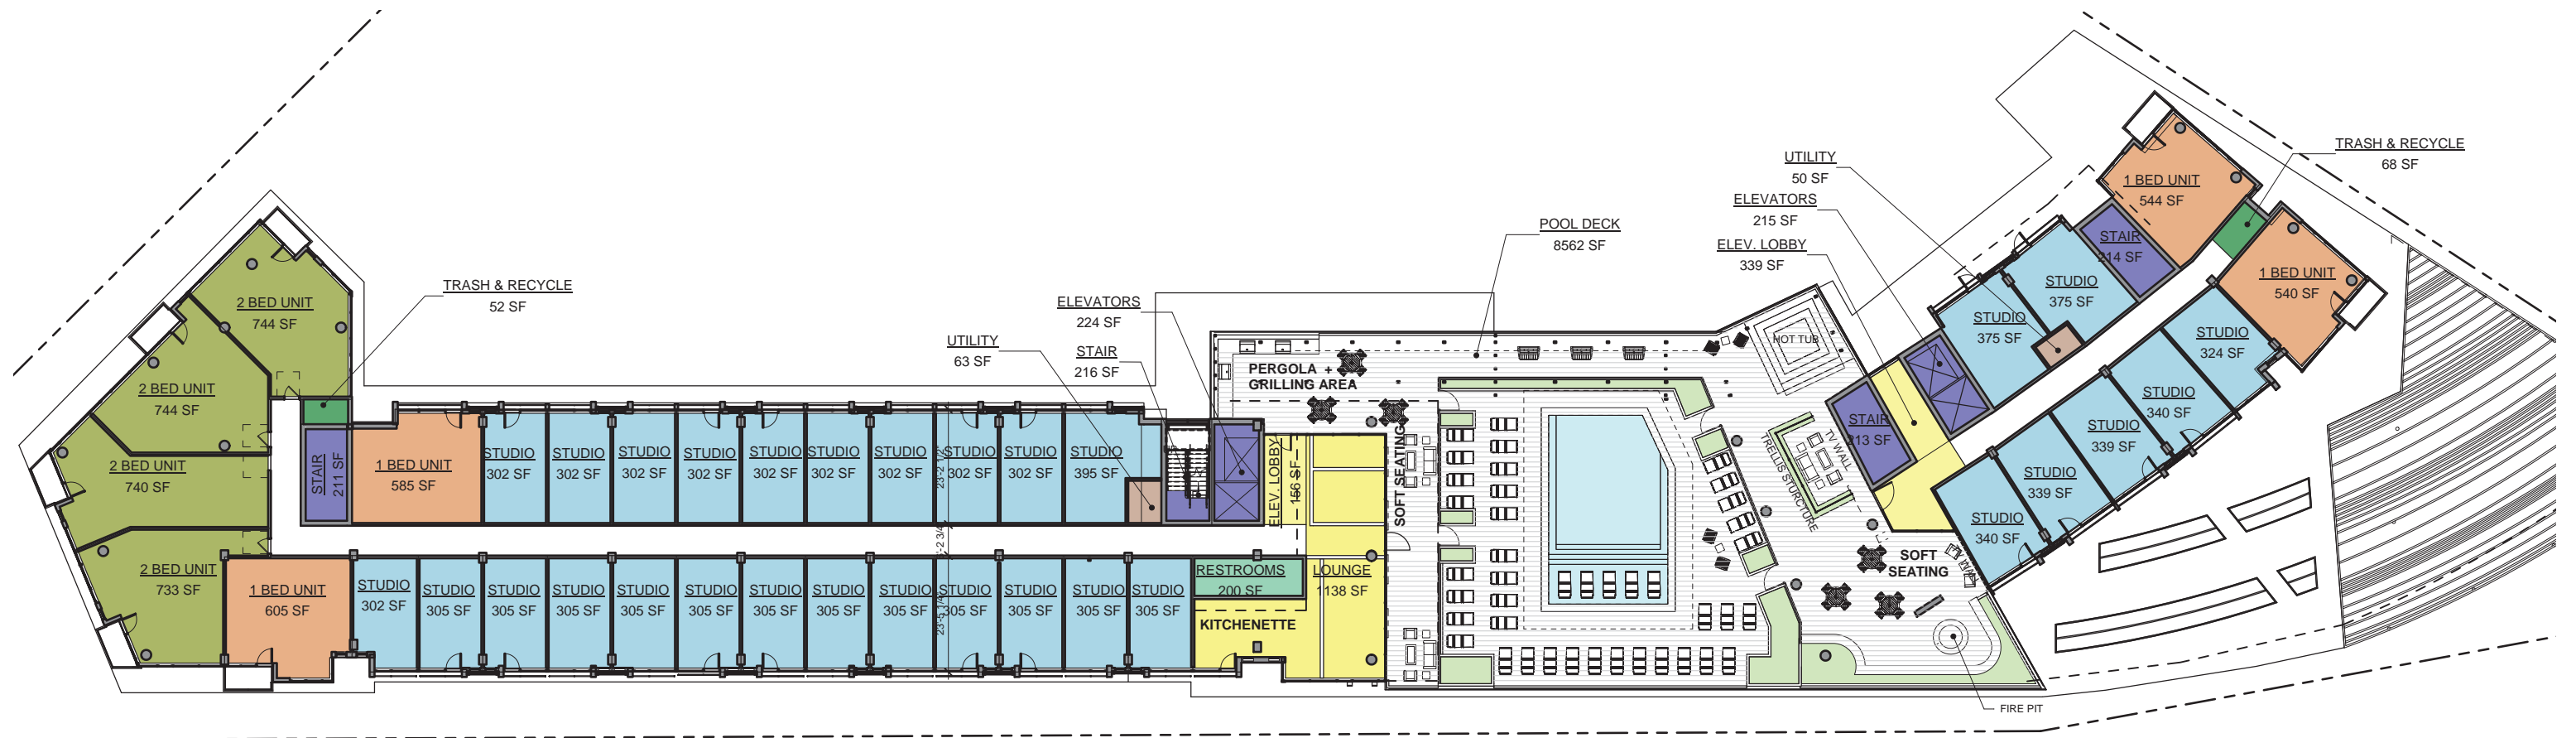 TRASH & RECYCLE
68 SF
UTILITY
50 SF
ELEVATORS
215 SF
ELEV. LOBBY
339 SF
POOL DECK
8562 SF
1 BED UNIT
544 SF
STAIR
214 SF
1 BED UNIT
540 SF
STUDIO
375 SF
STUDIO
375 SF
STUDIO
324 SF
STUDIO
340 SF
STUDIO
339 SF
STUDIO
339 SF
STUDIO
340 SF
STAIR
213 SF
HOT TUB
TV WALL
TRELLIS STURCTURE
SOFT
SEATING
TV WALL
FIRE PIT
PERGOLA +
GRILLING AREA
SOFT SEATING
TRASH & RECYCLE
52 SF
ELEVATORS
224 SF
STAIR
216 SF
UTILITY
63 SF
2 BED UNIT
744 SF
2 BED UNIT
744 SF
2 BED UNIT
740 SF
2 BED UNIT
733 SF
STAIR
211 SF
1 BED UNIT
585 SF
STUDIO
302 SF
STUDIO
302 SF
STUDIO
302 SF
STUDIO
302 SF
STUDIO
302 SF
STUDIO
302 SF
STUDIO
302 SF
STUDIO
302 SF
STUDIO
302 SF
STUDIO
395 SF
ELEV. LOBBY
156 SF
1 BED UNIT
605 SF
STUDIO
302 SF
STUDIO
305 SF
STUDIO
305 SF
STUDIO
305 SF
STUDIO
305 SF
STUDIO
305 SF
STUDIO
305 SF
STUDIO
305 SF
STUDIO
305 SF
STUDIO
305 SF
STUDIO
305 SF
STUDIO
305 SF
STUDIO
305 SF
RESTROOMS
200 SF
LOUNGE
1138 SF
KITCHENETTE